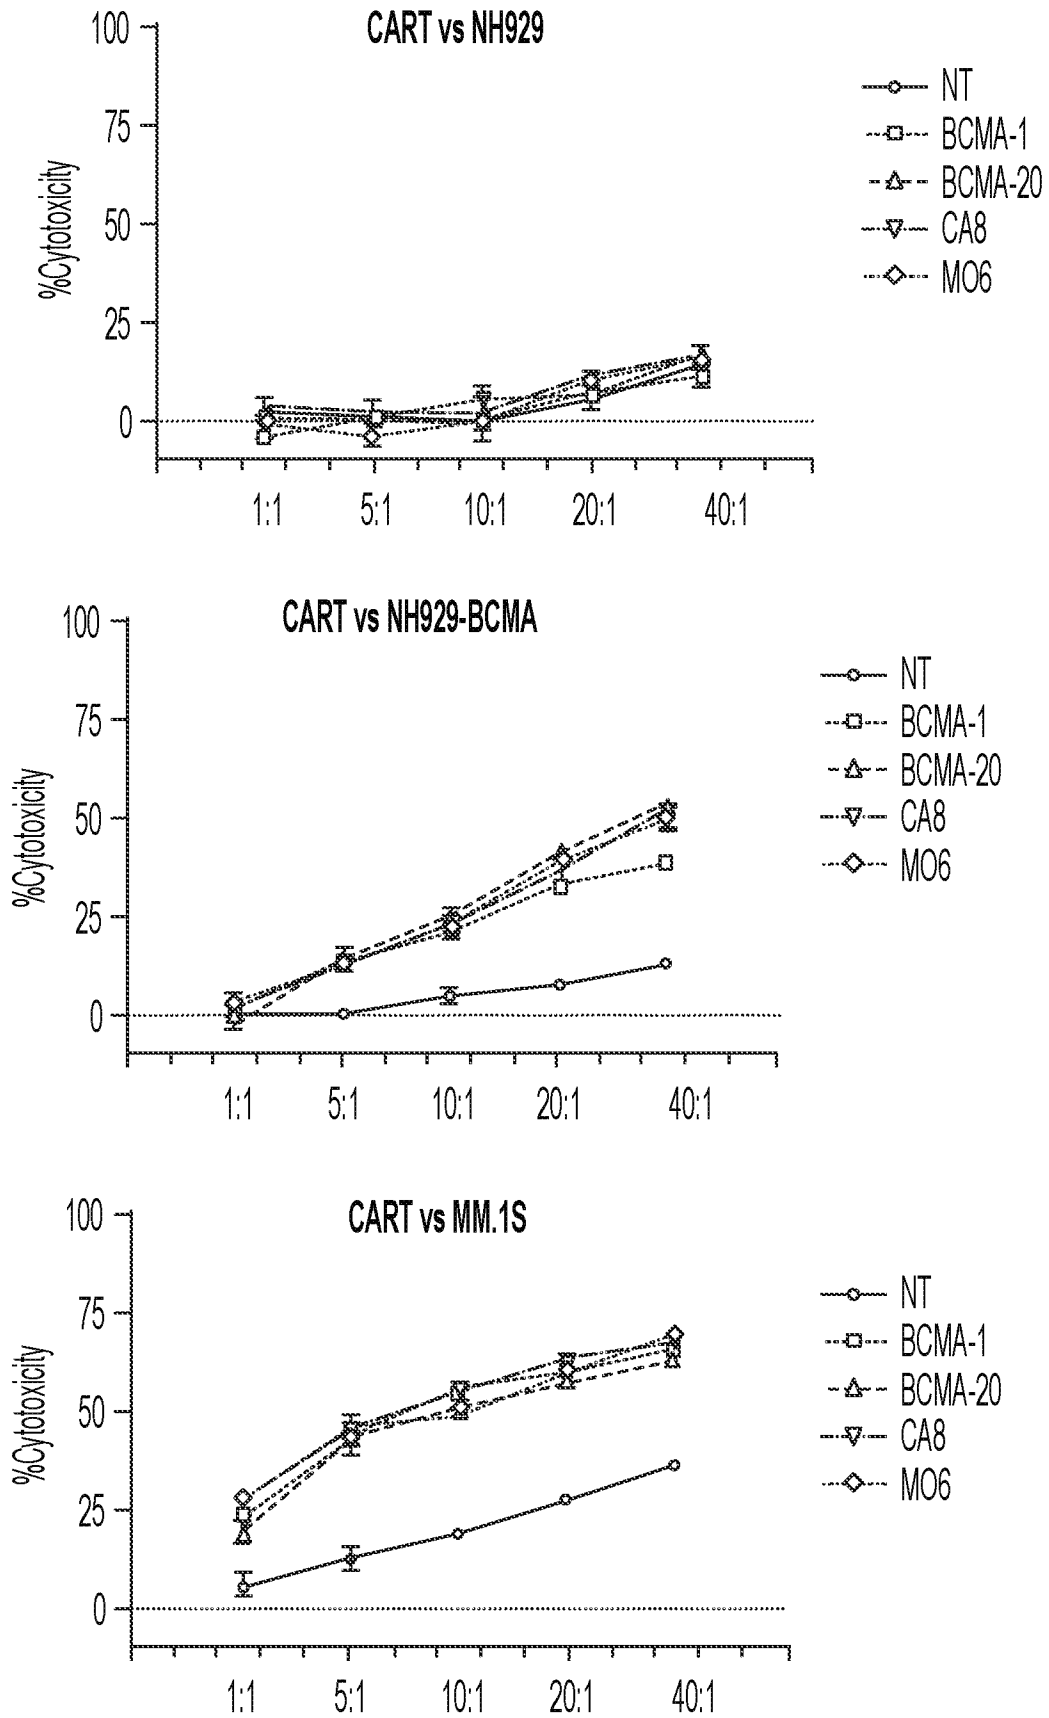 CART vs NH929
100
75
50
25
0
%Cytotoxicity
1:1 5:1 10:1 20:1 40:1
NT
BCMA-1
BCMA-20
CA8
MO6
CART vs NH929-BCMA
100
75
50
25
0
%Cytotoxicity
1:1 5:1 10:1 20:1 40:1
NT
BCMA-1
BCMA-20
CA8
MO6
CART vs MM.1S
100
75
50
25
0
%Cytotoxicity
1:1 5:1 10:1 20:1 40:1
NT
BCMA-1
BCMA-20
CA8
MO6